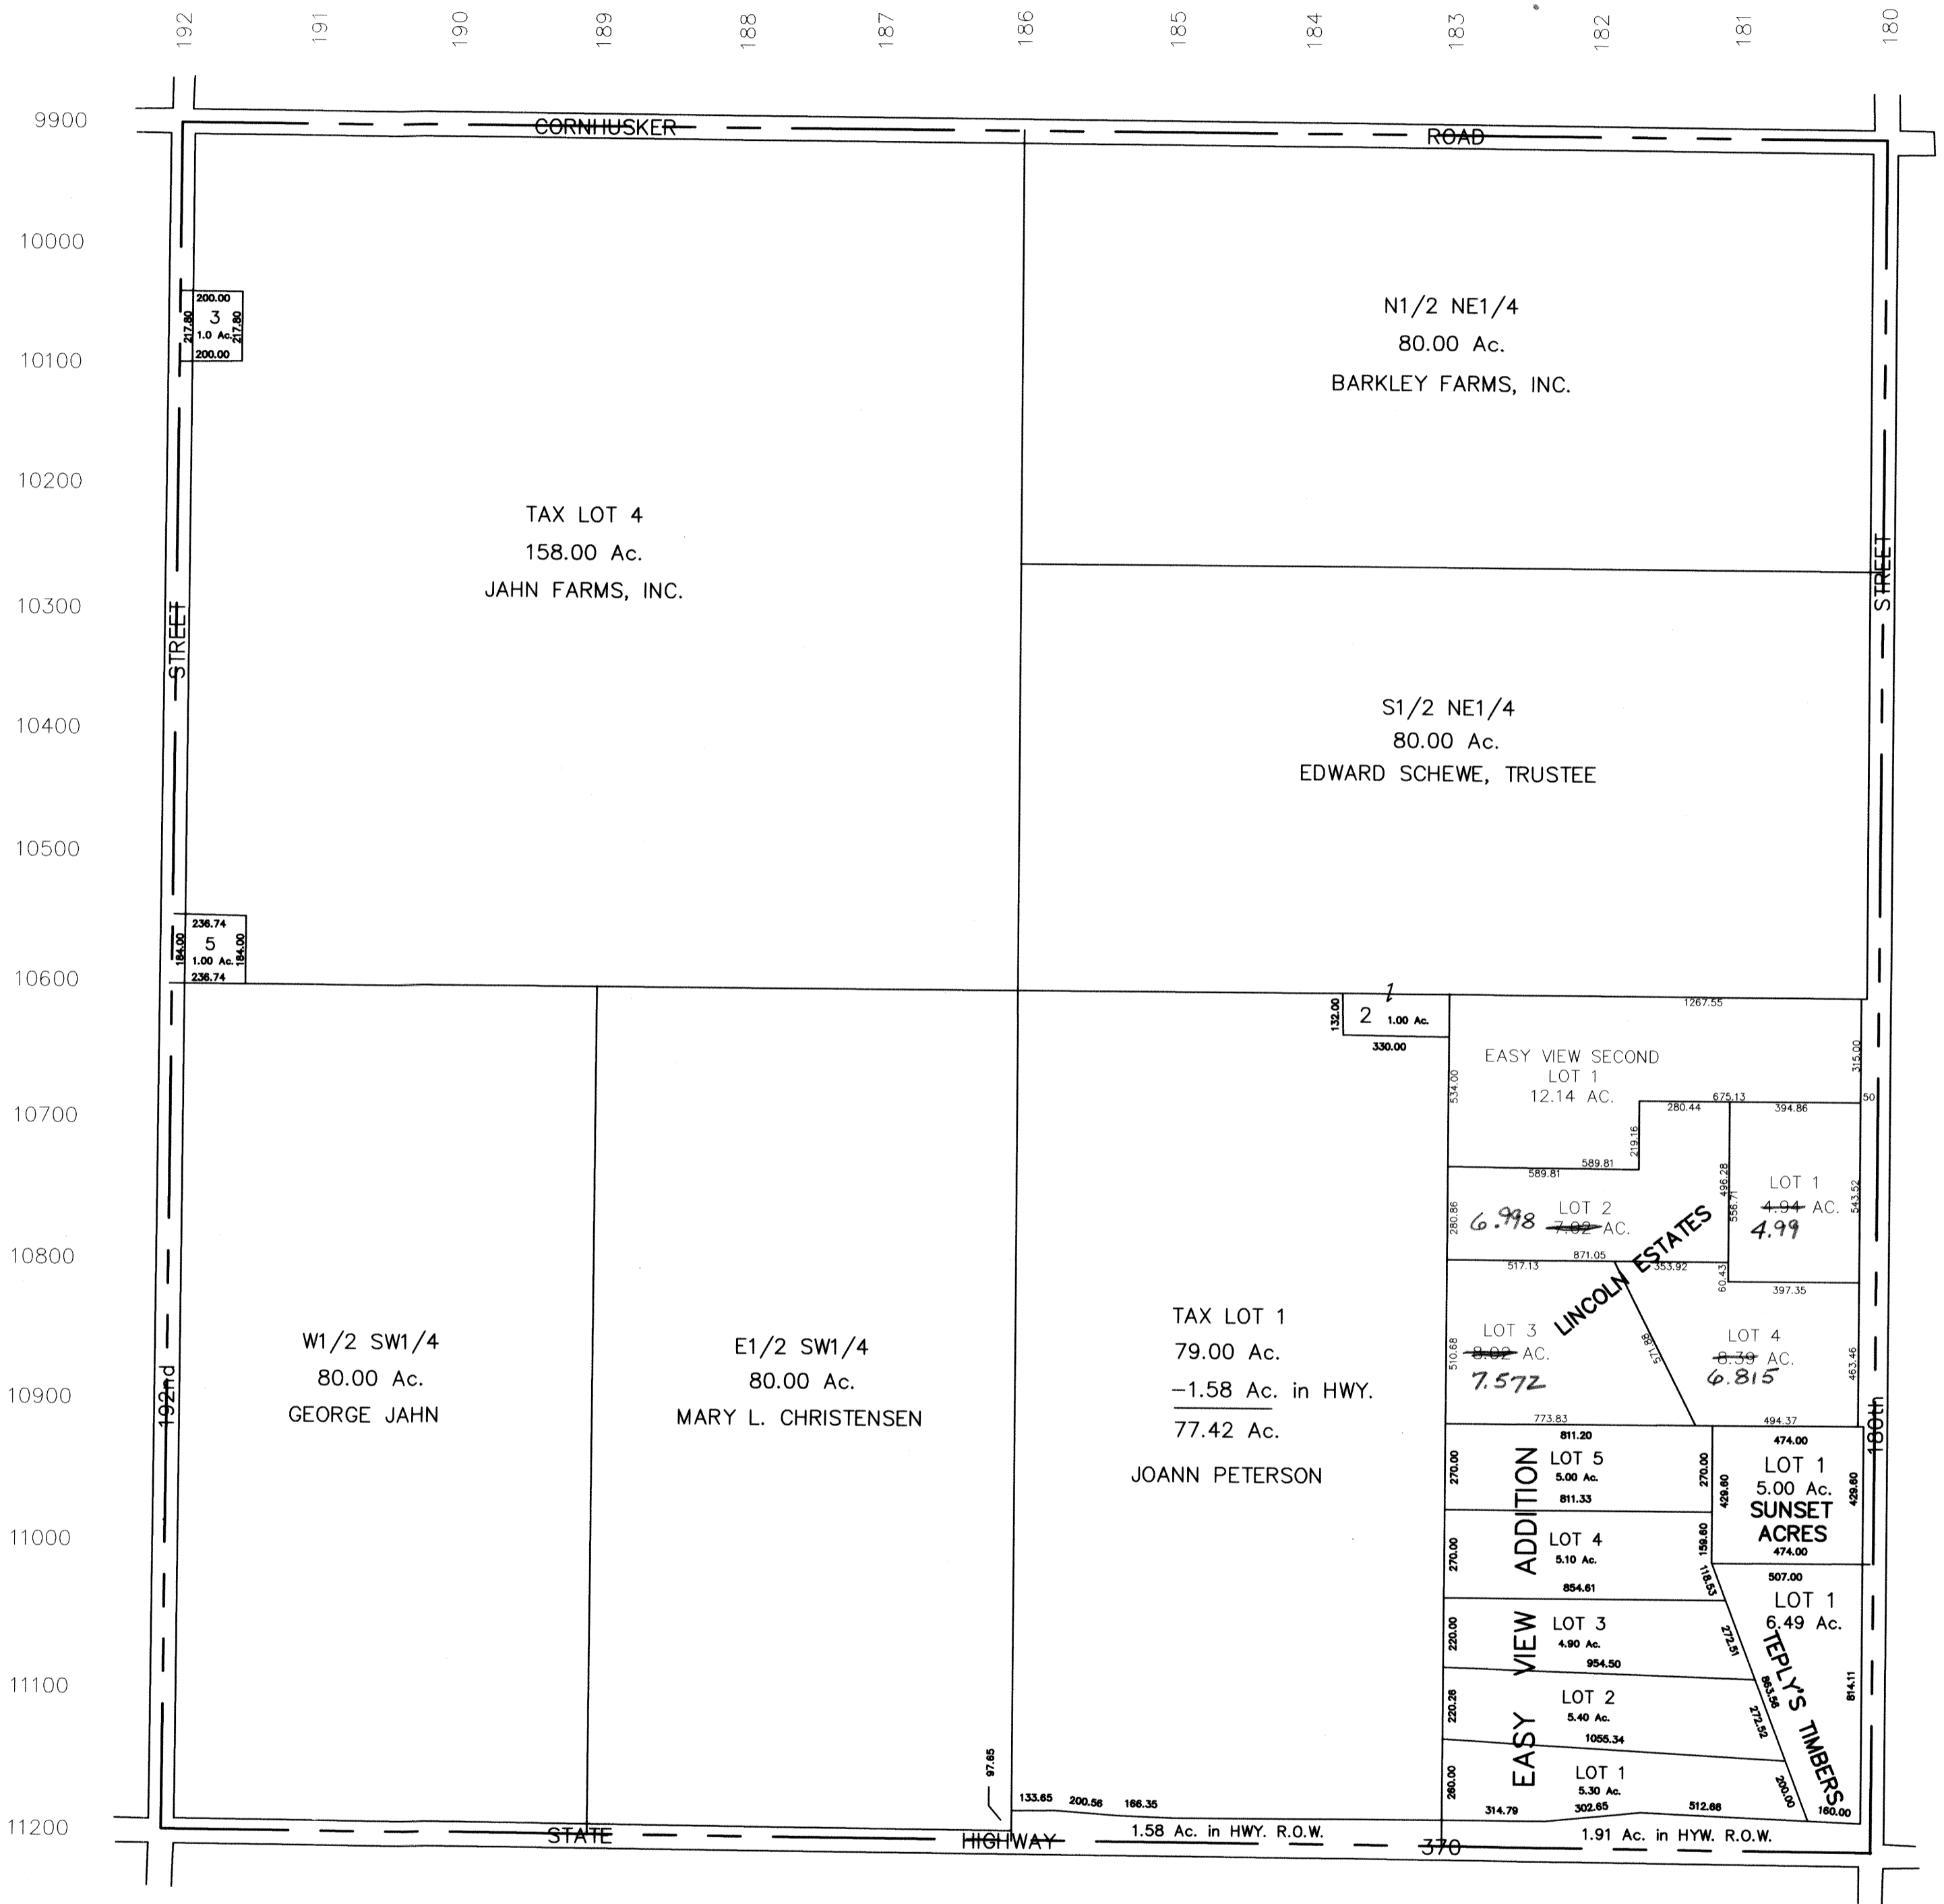 192
191
190
189
188
187
186
185
184
183
182
181
180
9900
10000
10100
10200
10300
10400
10500
10600
10700
10800
10900
11000
11100
11200
CORNHUSKER ROAD
STREET
192nd
STREET
180th
200.00
217.80
3
217.80
1.0 Ac.
200.00
N1/2 NE1/4
80.00 Ac.
BARKLEY FARMS, INC.
TAX LOT 4
158.00 Ac.
JAHN FARMS, INC.
S1/2 NE1/4
80.00 Ac.
EDWARD SCHEWE, TRUSTEE
236.74
184.00
5
184.00
1.00 Ac.
236.74
W1/2 SW1/4
80.00 Ac.
GEORGE JAHN
E1/2 SW1/4
80.00 Ac.
MARY L. CHRISTENSEN
TAX LOT 1
79.00 Ac.
-1.58 Ac. in HWY.
77.42 Ac.
JOANN PETERSON
1
132.00
2 1.00 Ac.
330.00
1267.55
EASY VIEW SECOND
LOT 1
12.14 AC.
534.00
315.00
50
675.13
280.44
394.86
219.16
589.81
589.81
496.28
556.71
543.52
LOT 1
4.94 AC.
4.99
280.86
LOT 2
6.998 7.02 AC.
871.05
517.13
353.92
60.43
397.35
LINCOLN ESTATES
LOT 3
8.02 AC.
7.572
510.68
571.88
LOT 4
8.39 AC.
6.815
463.46
773.83
494.37
EASY VIEW ADDITION
811.20
270.00
LOT 5
5.00 Ac.
270.00
811.33
474.00
429.60
LOT 1
5.00 Ac.
SUNSET
ACRES
429.60
474.00
270.00
LOT 4
5.10 Ac.
159.60
118.53
854.61
507.00
LOT 1
6.49 Ac.
TEPLY'S TIMBERS
220.00
LOT 3
4.90 Ac.
272.51
954.50
863.56
814.11
220.26
LOT 2
5.40 Ac.
272.52
1055.34
260.00
LOT 1
5.30 Ac.
200.00
160.00
314.79
302.65
512.66
97.65
133.65
200.56
166.35
1.58 Ac. in HWY. R.O.W.
1.91 Ac. in HYW. R.O.W.
STATE HIGHWAY 370